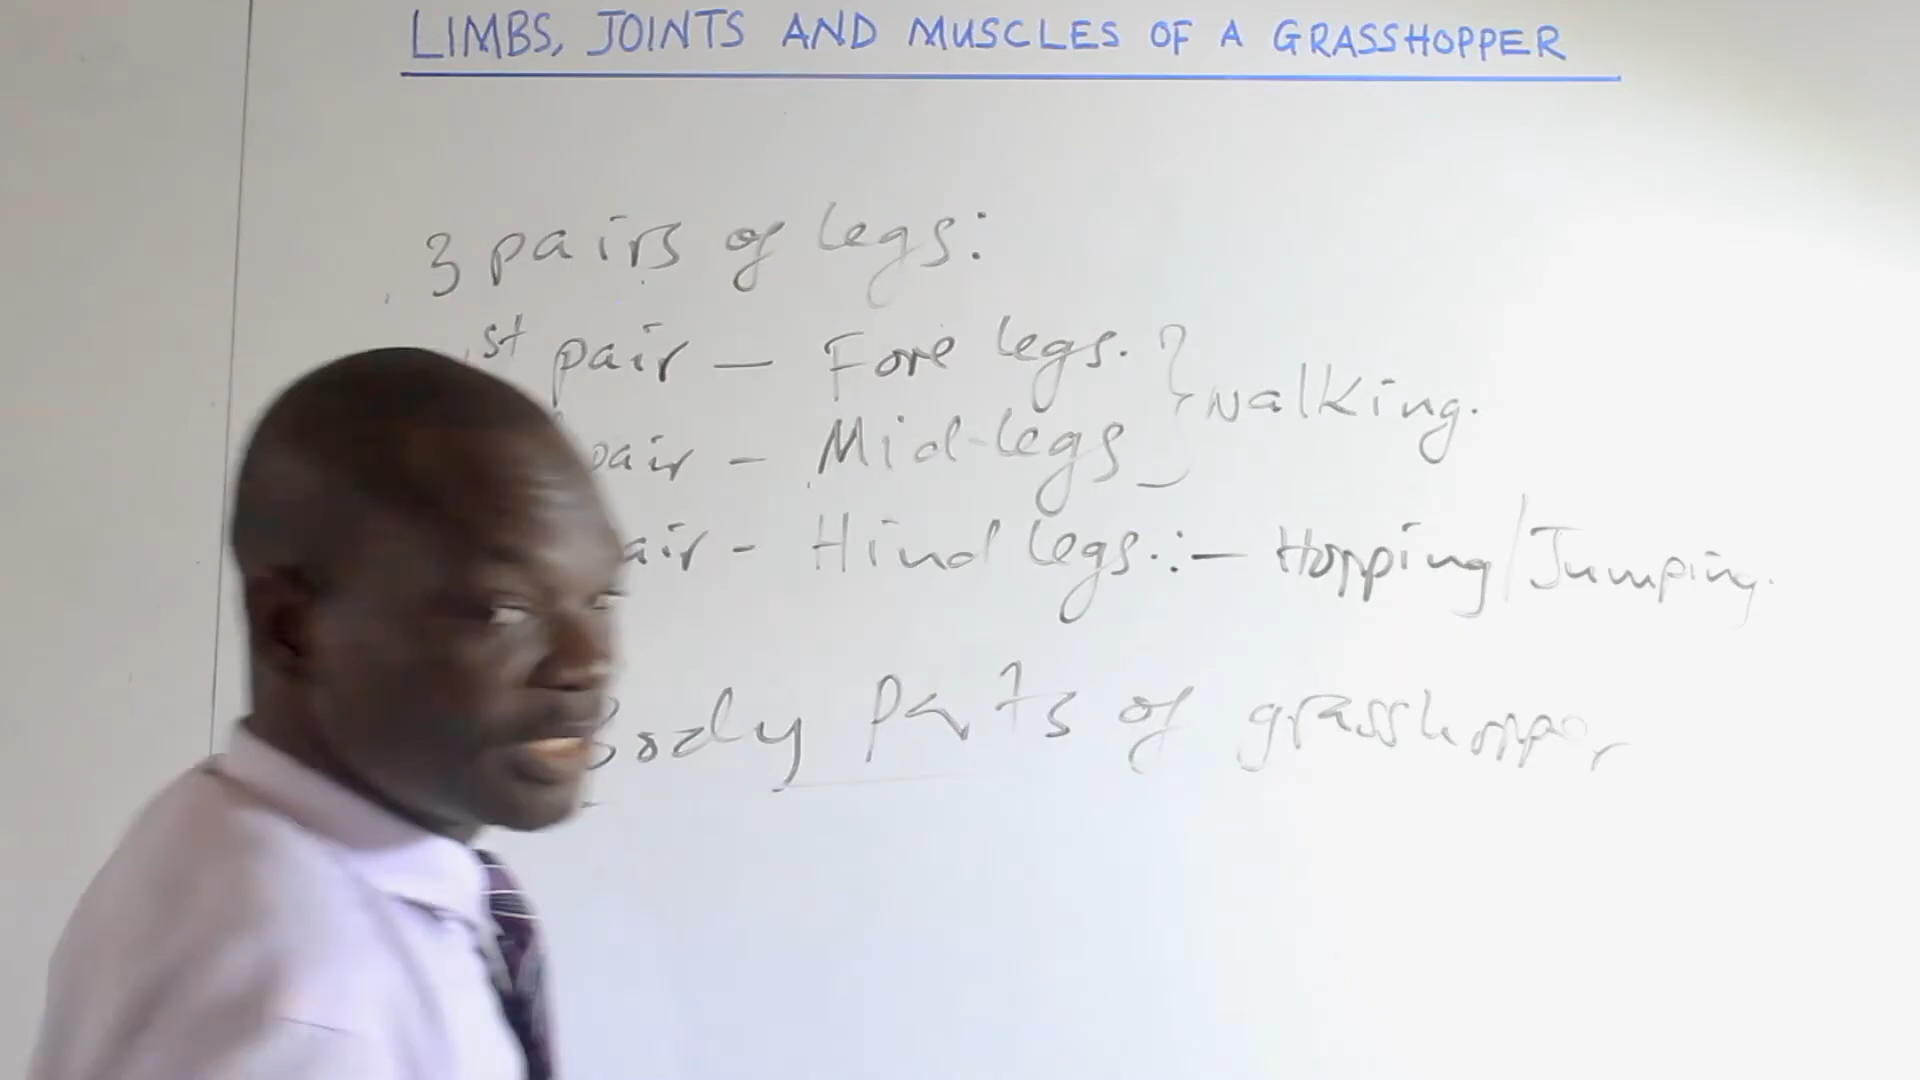 LIMBS, JOINTS AND MUSCLES OF A GRASSHOPPER
3 pairs of legs:
st pair - Fore legs. } walking.
pair - Mid-legs
air - Hind legs:- Hopping/Jumping.
Body parts of grasshopper